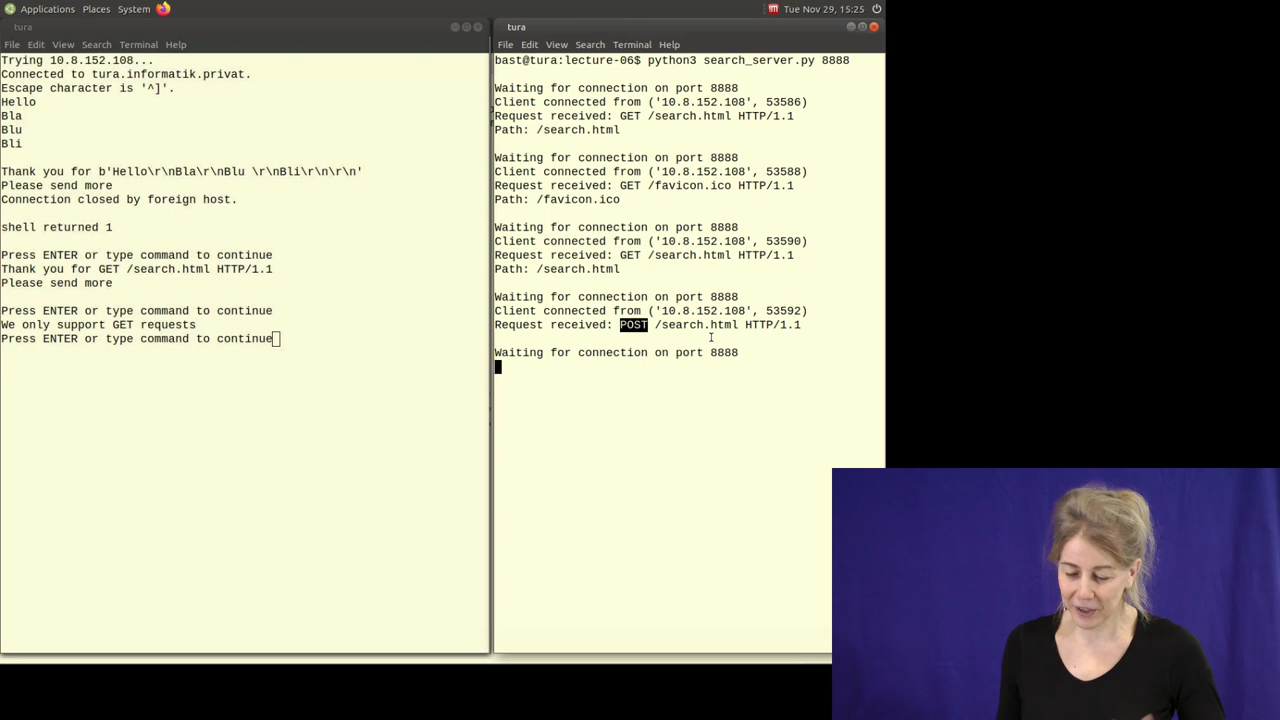 Applications Places System
Tue Nov 29, 15:25
tura
File Edit View Search Terminal Help
Trying 10.8.152.108...
Connected to tura.informatik.privat.
Escape character is '^]'.
Hello
Bla
Blu
Bli
Thank you for b'Hello\r\nBla\r\nBlu \r\nBli\r\n\r\n'
Please send more
Connection closed by foreign host.
shell returned 1
Press ENTER or type command to continue
Thank you for GET /search.html HTTP/1.1
Please send more
Press ENTER or type command to continue
We only support GET requests
Press ENTER or type command to continue
tura
File Edit View Search Terminal Help
bast@tura:lecture-06$ python3 search_server.py 8888
Waiting for connection on port 8888
Client connected from ('10.8.152.108', 53586)
Request received: GET /search.html HTTP/1.1
Path: /search.html
Waiting for connection on port 8888
Client connected from ('10.8.152.108', 53588)
Request received: GET /favicon.ico HTTP/1.1
Path: /favicon.ico
Waiting for connection on port 8888
Client connected from ('10.8.152.108', 53590)
Request received: GET /search.html HTTP/1.1
Path: /search.html
Waiting for connection on port 8888
Client connected from ('10.8.152.108', 53592)
Request received: POST /search.html HTTP/1.1
Waiting for connection on port 8888